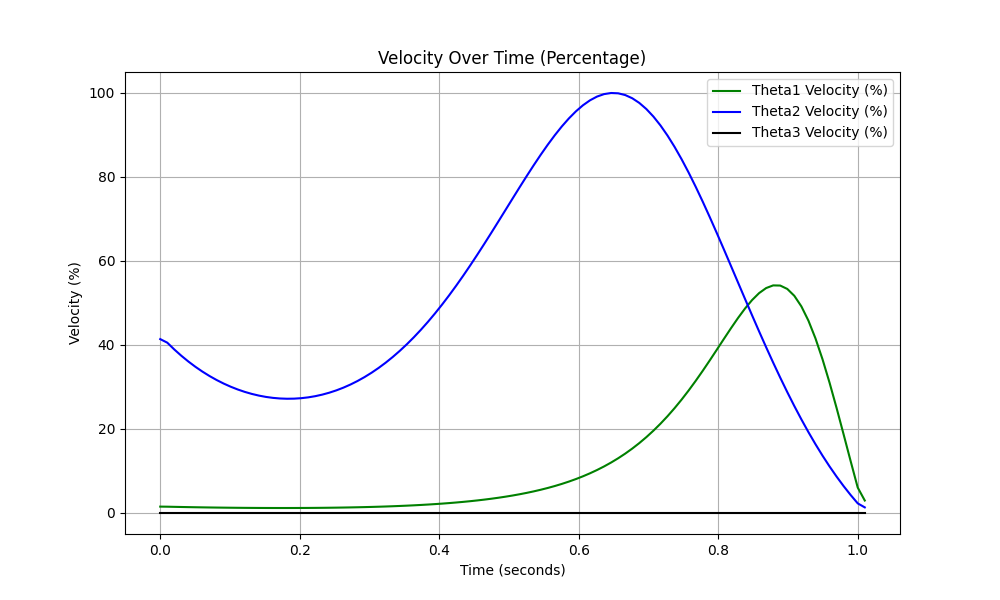 Velocity Over Time (Percentage)
Theta1 Velocity (%)
Theta2 Velocity (%)
Theta3 Velocity (%)
Velocity (%)
100
80
60
40
20
0
0.0 0.2 0.4 0.6 0.8 1.0
Time (seconds)